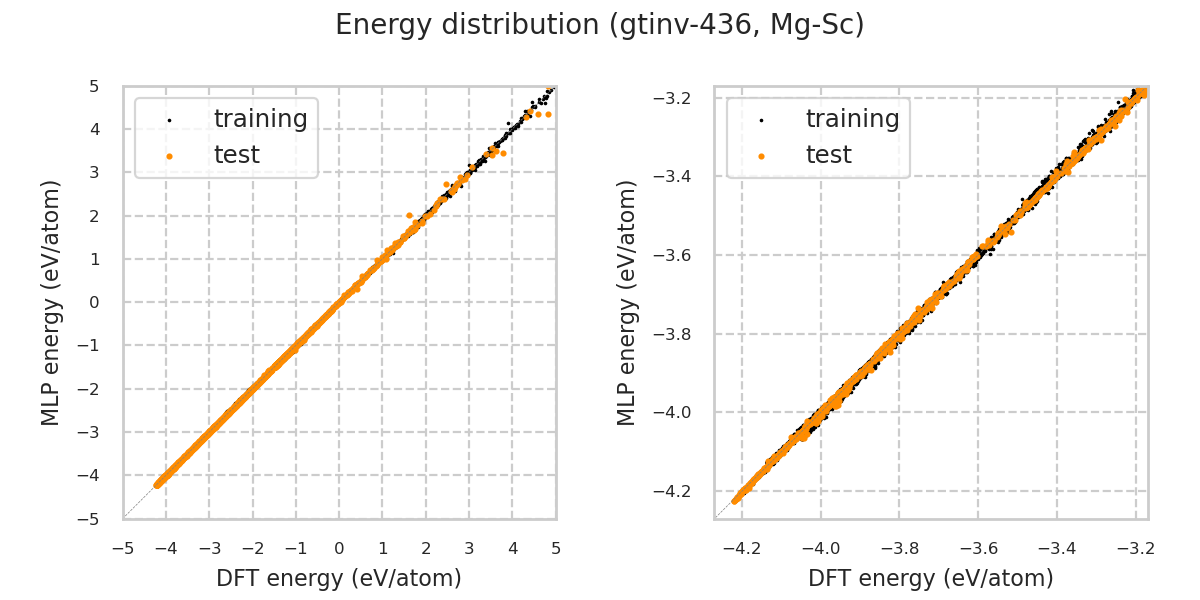 Energy distribution (gtinv-436, Mg-Sc)
training
test
MLP energy (eV/atom)
5
4
3
2
1
0
−1
−2
−3
−4
−5
−5 −4 −3 −2 −1 0 1 2 3 4 5
DFT energy (eV/atom)
training
test
MLP energy (eV/atom)
−3.2
−3.4
−3.6
−3.8
−4.0
−4.2
−4.2 −4.0 −3.8 −3.6 −3.4 −3.2
DFT energy (eV/atom)